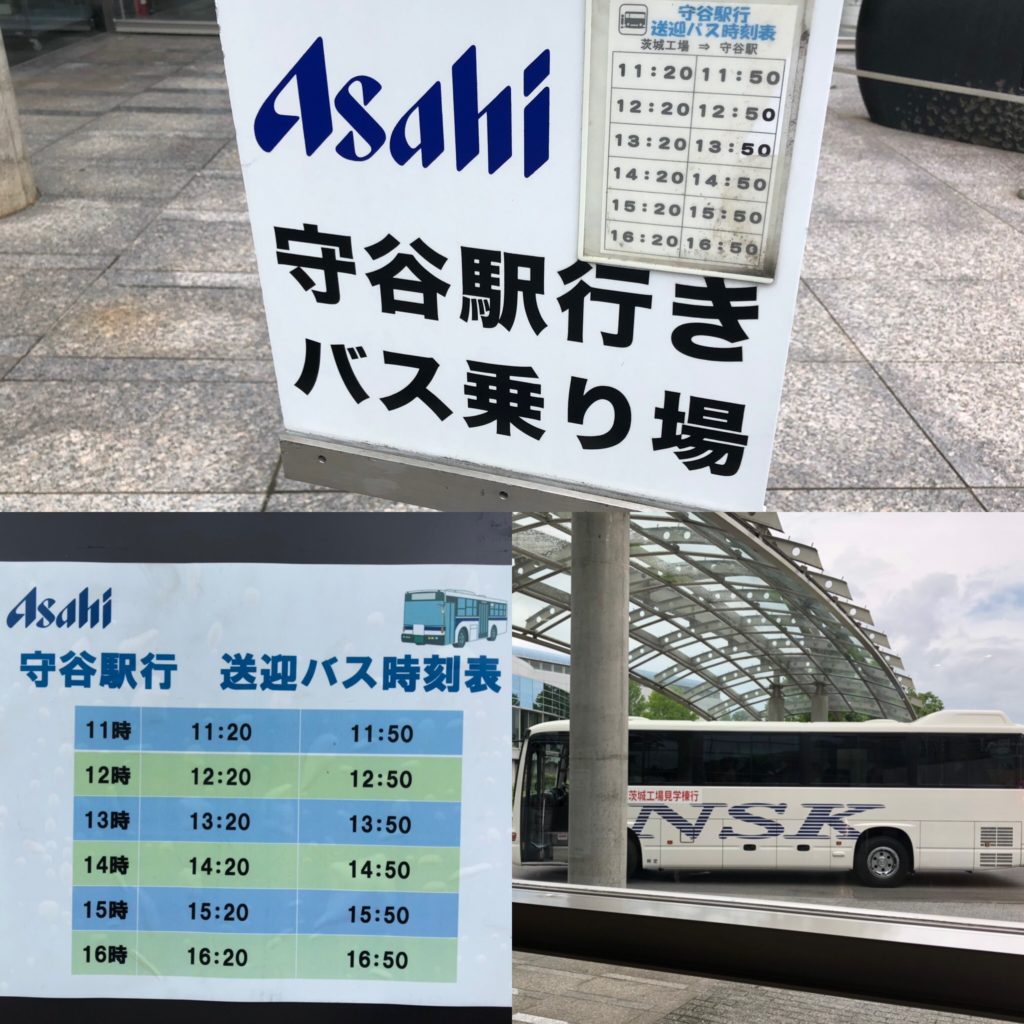 Asahi
守谷駅行
送迎バス時刻表
茨城工場 ⇒ 守谷駅
11:20 11:50
12:20 12:50
13:20 13:50
14:20 14:50
15:20 15:50
16:20 16:50
守谷駅行き
バス乗り場
Asahi
守谷駅行 送迎バス時刻表
11時 11:20 11:50
12時 12:20 12:50
13時 13:20 13:50
14時 14:20 14:50
15時 15:20 15:50
16時 16:20 16:50
茨城工場見学棟行
NSK